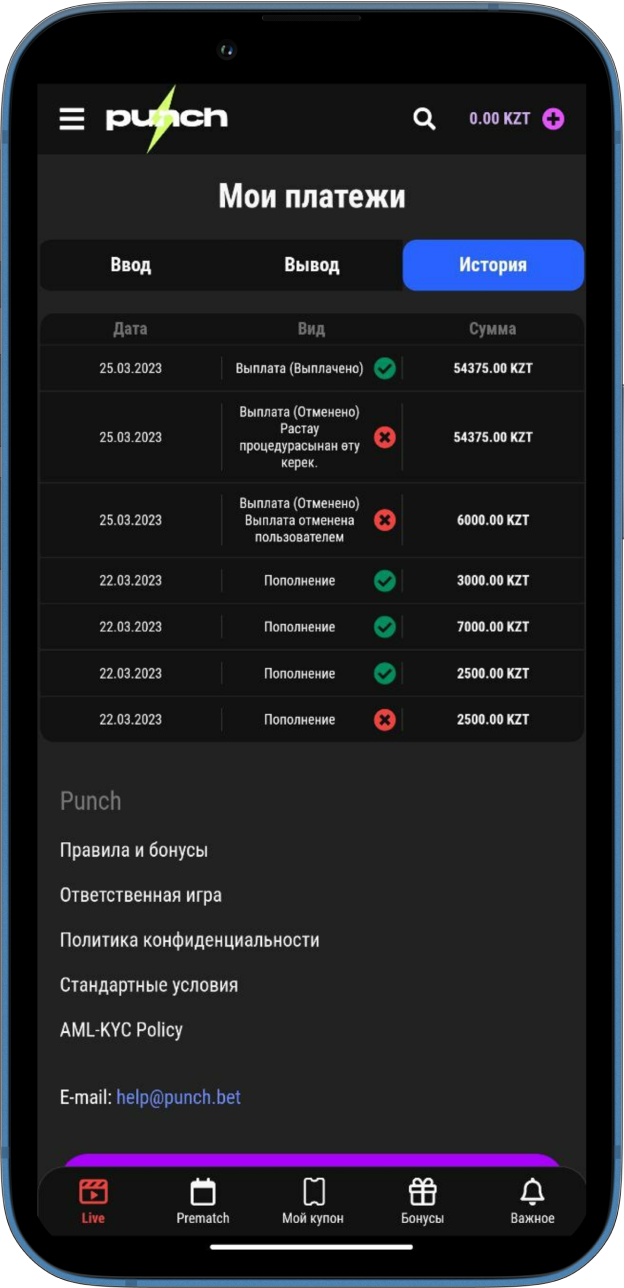 punch
0.00 KZT
Мои платежи
Ввод Вывод История
Дата Вид Сумма
25.03.2023 Выплата (Выплачено) 54375.00 KZT
Выплата (Отменено)
Растау
25.03.2023 процедурасынан өту 54375.00 KZT
керек.
Выплата (Отменено)
25.03.2023 Выплата отменена 6000.00 KZT
пользователем
22.03.2023 Пополнение 3000.00 KZT
22.03.2023 Пополнение 7000.00 KZT
22.03.2023 Пополнение 2500.00 KZT
22.03.2023 Пополнение 2500.00 KZT
Punch
Правила и бонусы
Ответственная игра
Политика конфиденциальности
Стандартные условия
AML-KYC Policy
E-mail: help@punch.bet
Live Prematch Мой купон Бонусы Важное